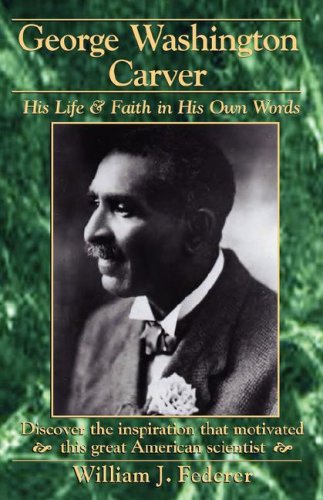 George Washington
Carver
His Life & Faith in His Own Words
Discover the inspiration that motivated
this great American scientist
William J. Federer